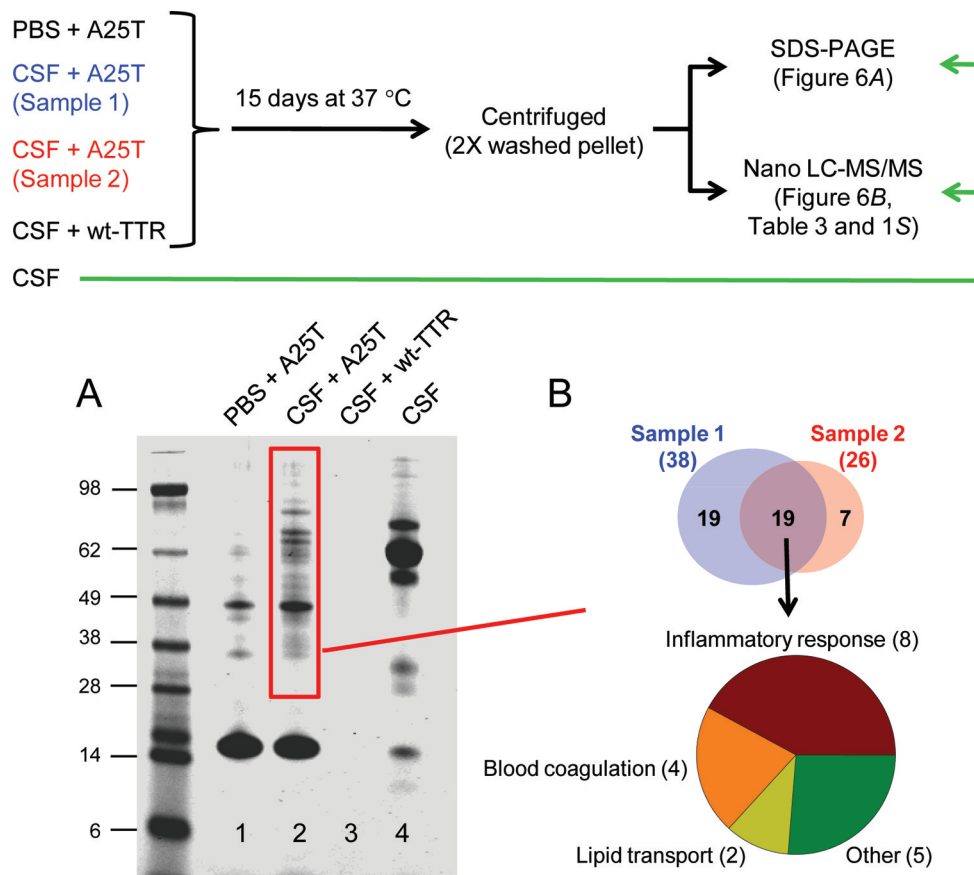 PBS + A25T
CSF + A25T
(Sample 1)
CSF + A25T
(Sample 2)
CSF + wt-TTR
CSF
15 days at 37 °C
Centrifuged
(2X washed pellet)
SDS-PAGE
(Figure 6A)
Nano LC-MS/MS
(Figure 6B,
Table 3 and 1S)
A
PBS + A25T
CSF + A25T
CSF + wt-TTR
CSF
98
62
49
38
28
14
6
1
2
3
4
B
Sample 1
(38)
Sample 2
(26)
19
19
7
Inflammatory response (8)
Blood coagulation (4)
Lipid transport (2)
Other (5)